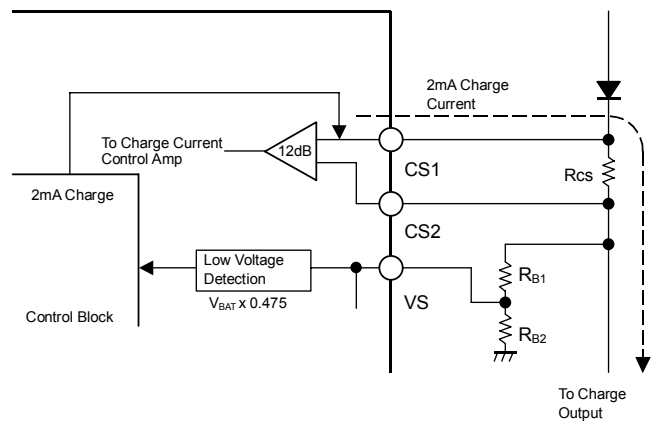 2mA Charge
Current
To Charge Current
Control Amp
12dB
CS1
Rcs
2mA Charge
CS2
Low Voltage
Detection
VBAT x 0.475
VS
RB1
RB2
Control Block
To Charge
Output